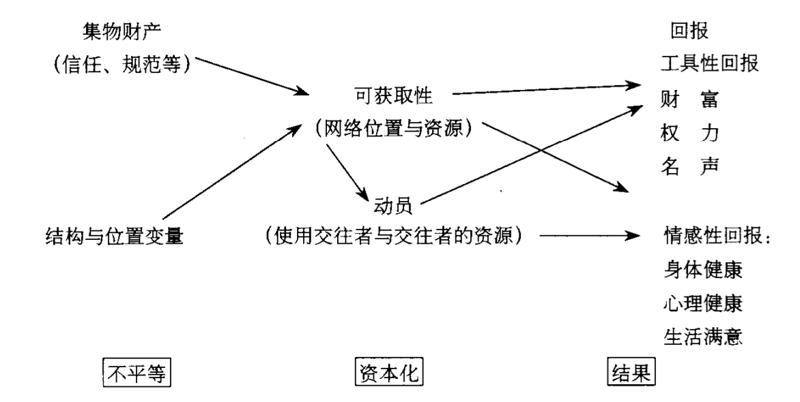 集物财产
(信任、规范等)
结构与位置变量
可获取性
(网络位置与资源)
动员
(使用交往者与交往者的资源)
回报
工具性回报
财 富
权 力
名 声
情感性回报:
身体健康
心理健康
生活满意
不平等
资本化
结果